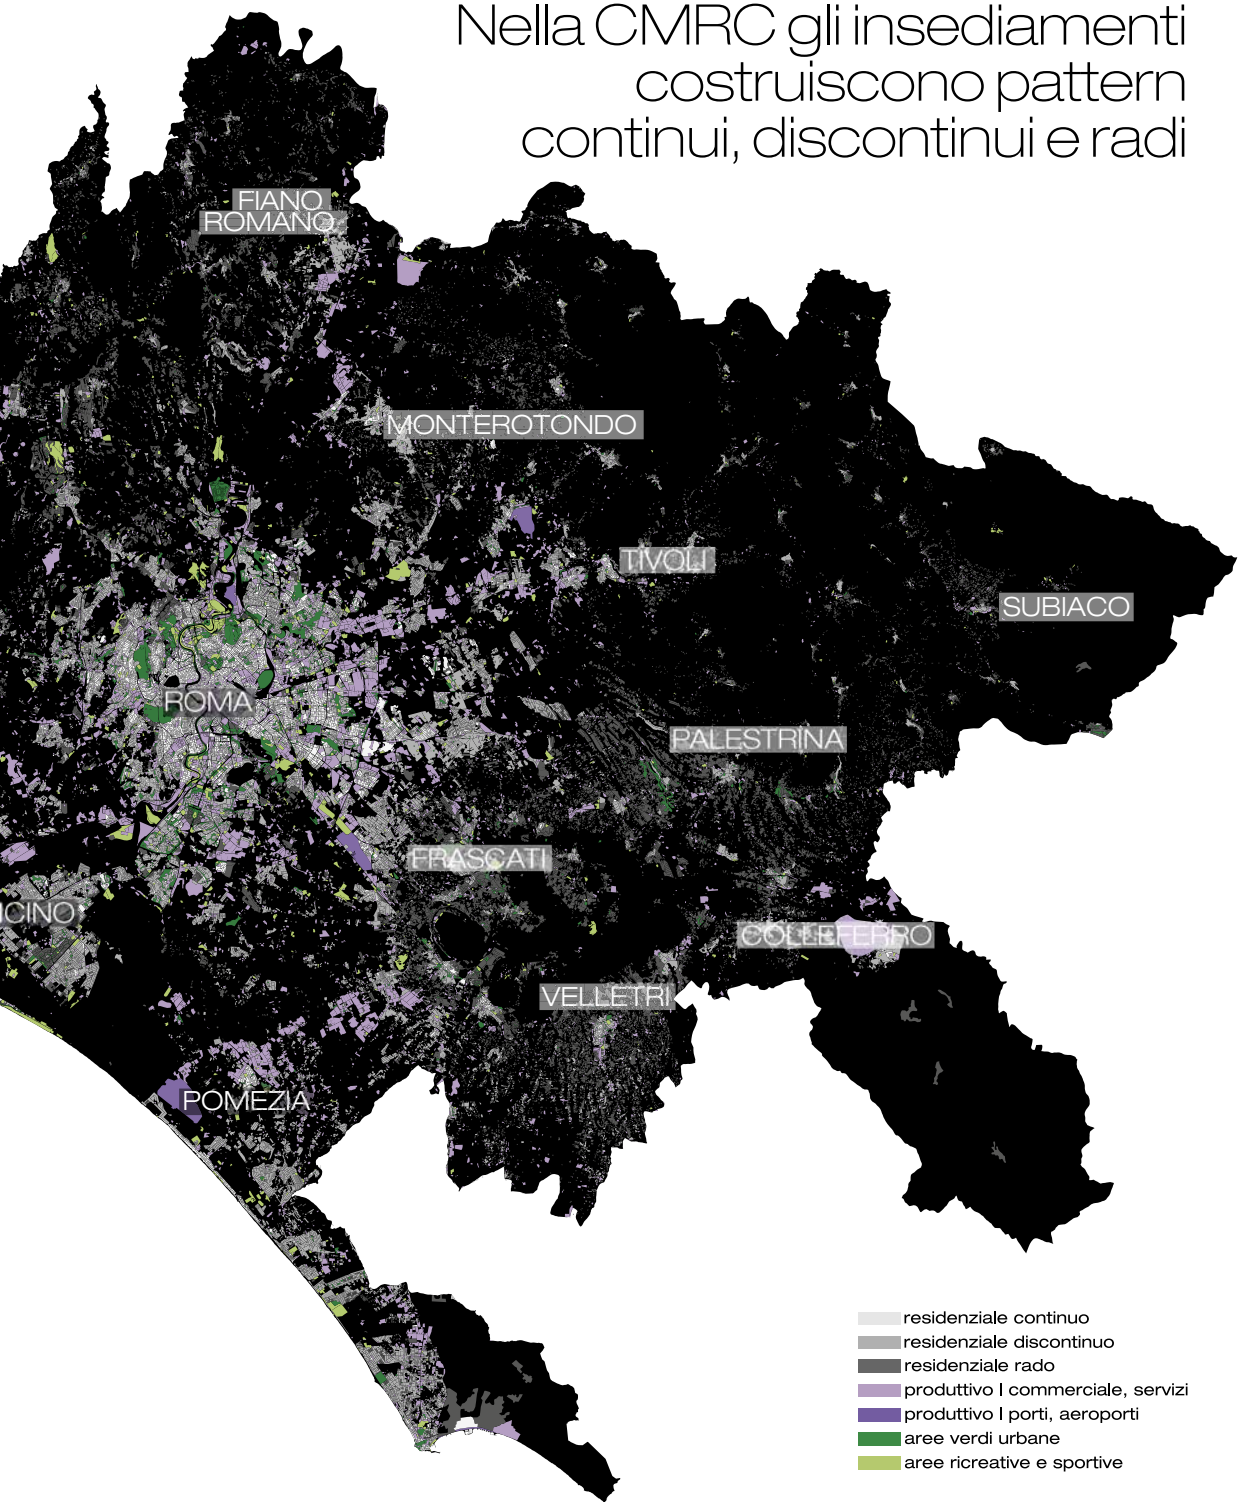 Nella CMRC gli insediamenti
costruiscono pattern
continui, discontinui e radi
FIANO
ROMANO
MONTEROTONDO
TIVOLI
SUBIACO
ROMA
PALESTRINA
FRASCATI
ICINO
COLLEFERRO
VELLETRI
POMEZIA
residenziale continuo
residenziale discontinuo
residenziale rado
produttivo I commerciale, servizi
produttivo I porti, aeroporti
aree verdi urbane
aree ricreative e sportive